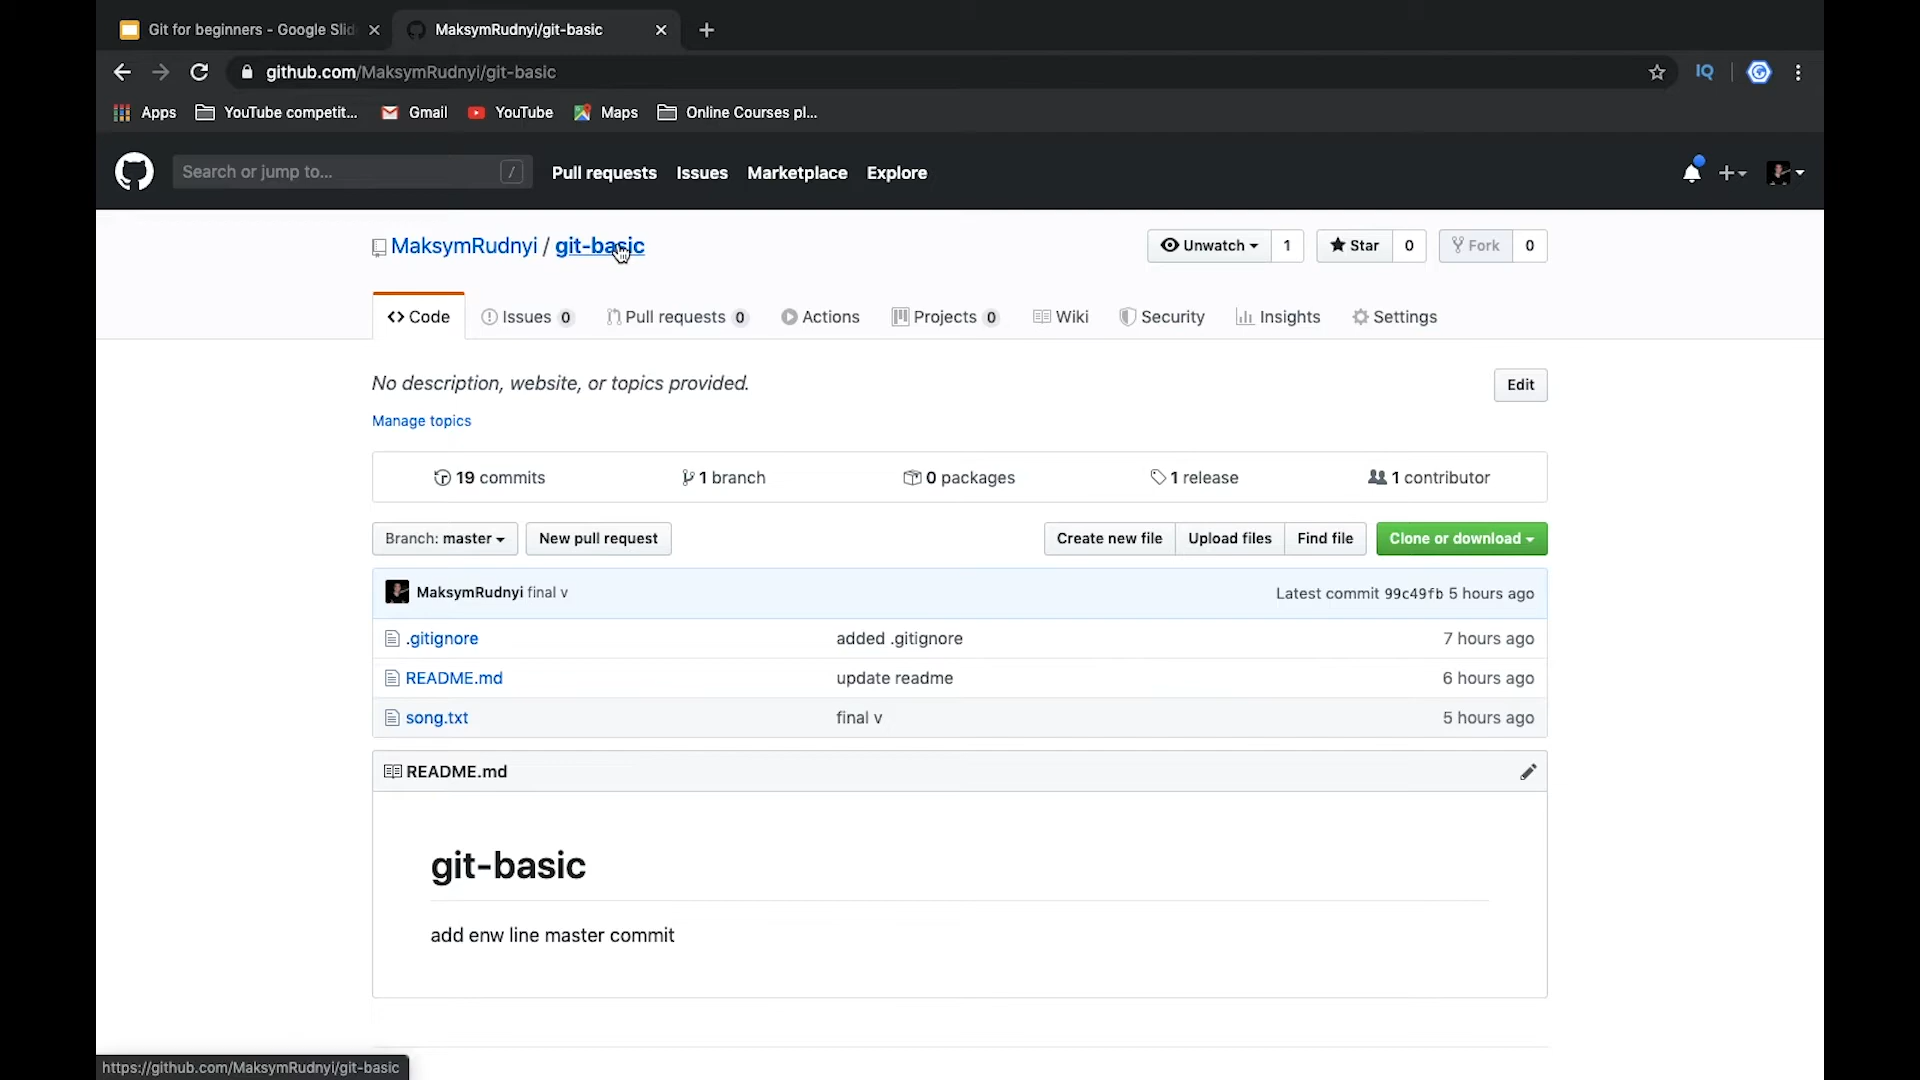 Git for beginners - Google Slid
MaksymRudnyi/git-basic
github.com/MaksymRudnyi/git-basic
IQ
Apps YouTube competit... Gmail YouTube Maps Online Courses pl...
Search or jump to... / Pull requests Issues Marketplace Explore
MaksymRudnyi / git-basic Unwatch 1 Star 0 Fork 0
Code Issues 0 Pull requests 0 Actions Projects 0 Wiki Security Insights Settings
No description, website, or topics provided. Edit
Manage topics
19 commits 1 branch 0 packages 1 release 1 contributor
Branch: master New pull request Create new file Upload files Find file Clone or download
MaksymRudnyi final v Latest commit 99c49fb 5 hours ago
.gitignore added .gitignore 7 hours ago
README.md update readme 6 hours ago
song.txt final v 5 hours ago
README.md
git-basic
add enw line master commit
https://github.com/MaksymRudnyi/git-basic